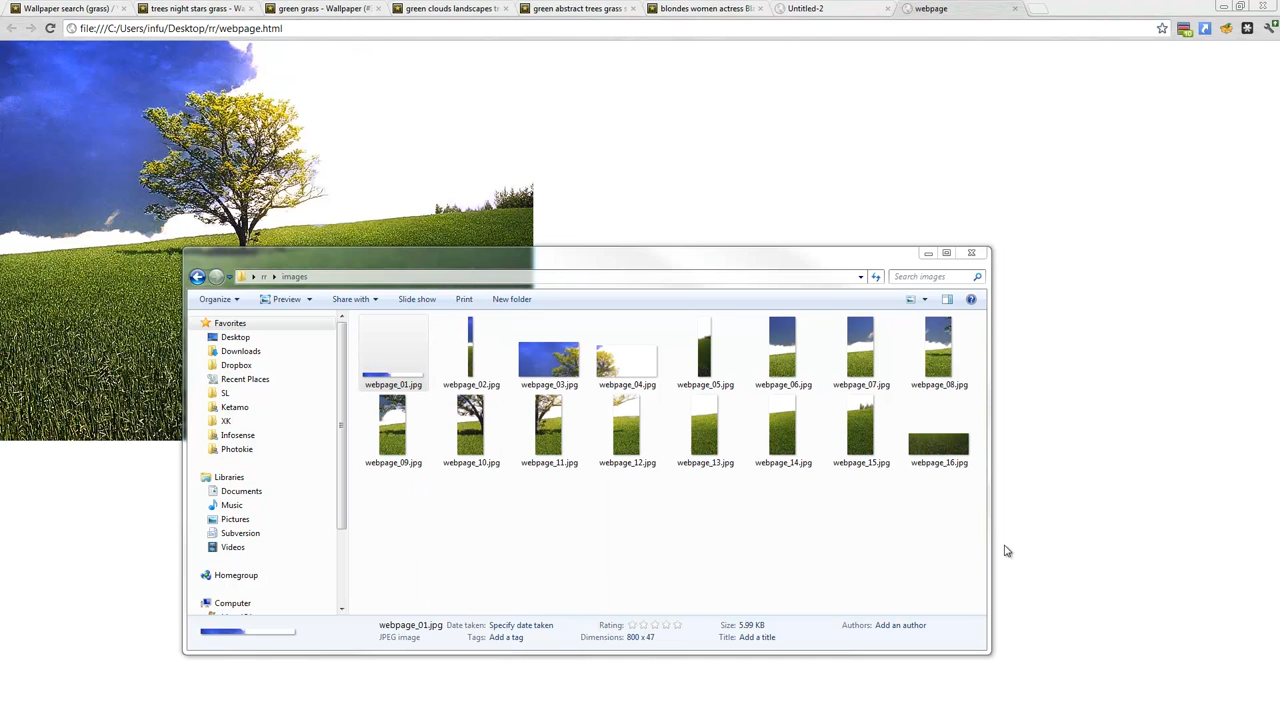 Wallpaper search (grass) /
trees night stars grass - Wa
green grass - Wallpaper (#
green clouds landscapes t
green abstract trees grass
blondes women actress Bl
Untitled-2
webpage
file:///C:/Users/infu/Desktop/rr/webpage.html
rr images
Search images
Organize Preview Share with Slide show Print New folder
Favorites
Desktop
Downloads
Dropbox
Recent Places
SL
Ketamo
XK
Infosense
Photokie
Libraries
Documents
Music
Pictures
Subversion
Videos
Homegroup
Computer
webpage_01.jpg webpage_02.jpg webpage_03.jpg webpage_04.jpg webpage_05.jpg webpage_06.jpg webpage_07.jpg webpage_08.jpg
webpage_09.jpg webpage_10.jpg webpage_11.jpg webpage_12.jpg webpage_13.jpg webpage_14.jpg webpage_15.jpg webpage_16.jpg
webpage_01.jpg Date taken: Specify date taken Rating: Size: 5.99 KB Authors: Add an author
JPEG image Tags: Add a tag Dimensions: 800 x 47 Title: Add a title